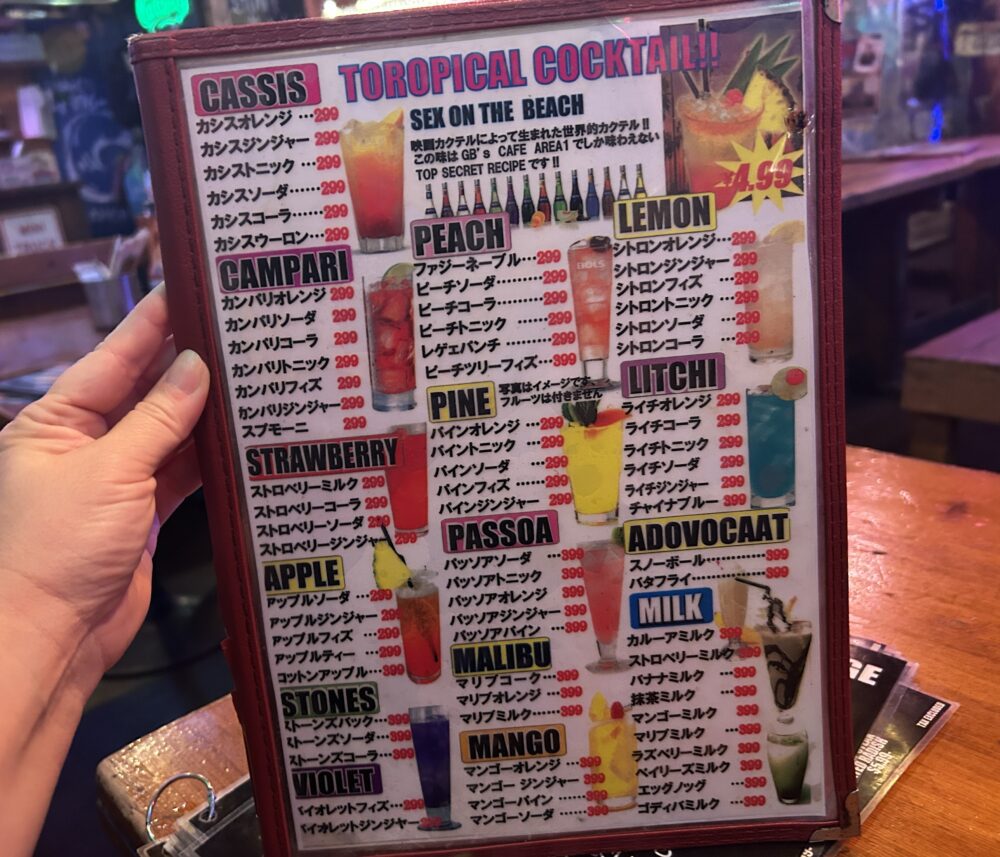 TOROPICAL COCKTAIL!!
SEX ON THE BEACH
映画カクテルによって生まれた世界的カクテル!!
この味は GB's CAFE AREA1 でしか味わえない
TOP SECRET RECIPE です!!
4.99
CASSIS
カシスオレンジ …299
カシスジンジャー …299
カシストニック …299
カシスソーダ……299
カシスコーラ……299
カシスウーロン…299
CAMPARI
カンパリオレンジ 299
カンパリソーダ 299
カンパリコーラ 299
カンパリトニック 299
カンパリフィズ 299
カンパリジンジャー299
スプモーニ 299
STRAWBERRY
ストロベリーミルク 299
ストロベリーコーラ 299
ストロベリーソーダ 299
ストロベリージンジャー 299
APPLE
アップルソーダ …299
アップルジンジャー …299
アップルフィズ …299
アップルティー …299
コットンアップル…399
STONES
ストーンズバック…399
ストーンズソーダ…399
ストーンズコーラ…399
VIOLET
バイオレットフィズ…299
バイオレットジンジャー…299
PEACH
ファジーネーブル…299
ピーチソーダ………299
ピーチコーラ………299
ピーチトニック ……299
レゲエパンチ ……299
ピーチツリーフィズ…399
BOLS
PINE
写真はイメージです、
フルーツは付きません
パインオレンジ …299
パイントニック …299
パインソーダ …299
パインフィズ …299
パインジンジャー…299
PASSOA
パッソアソーダ …399
パッソアトニック …399
パッソアオレンジ …399
パッソアジンジャー…399
パッソアパイン …399
MALIBU
マリブコーク……399
マリブオレンジ …399
マリブミルク……399
MANGO
マンゴーオレンジ …399
マンゴー ジンジャー …399
マンゴーパイン ……399
マンゴーソーダ ……399
LEMON
シトロンオレンジ…299
シトロンジンジャー…299
シトロンフィズ …299
シトロントニック …299
シトロンソーダ …299
シトロンコーラ …299
LITCHI
ライチオレンジ 299
ライチコーラ 299
ライチトニック 299
ライチソーダ 299
ライチジンジャー 299
チャイナブルー 399
ADOVOCAAT
スノーボール…………399
バタフライ……………399
MILK
カルーアミルク 399
ストロベリーミルク 399
バナナミルク …399
抹茶ミルク …399
マンゴーミルク …399
マリブミルク …399
ラズベリーミルク …399
ベイリーズミルク …399
エッグノッグ …399
ゴディバミルク …399
TAX EXCLUDED